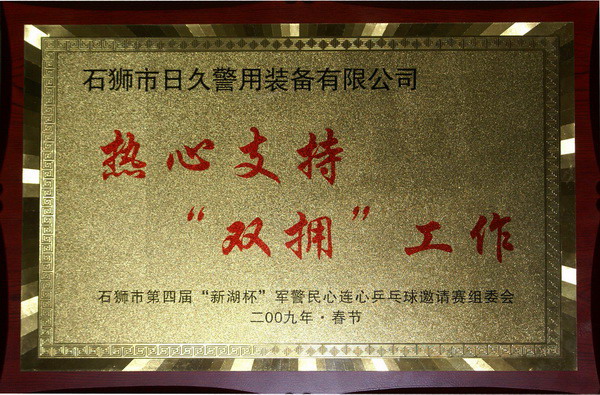 石狮市日久警用装备有限公司
热心支持
“双拥”工作
石狮市第四届“新湖杯”军警民心连心乒乓球邀请赛组委会
二00九年·春节